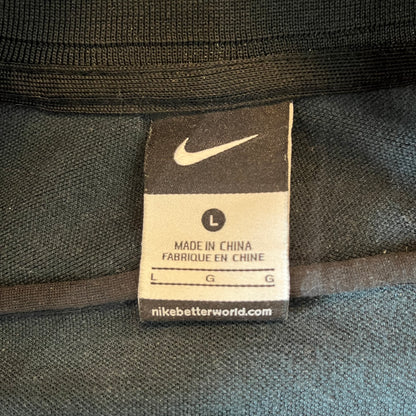 L
MADE IN CHINA
FABRIQUE EN CHINE
L G G
nikebetterworld.com